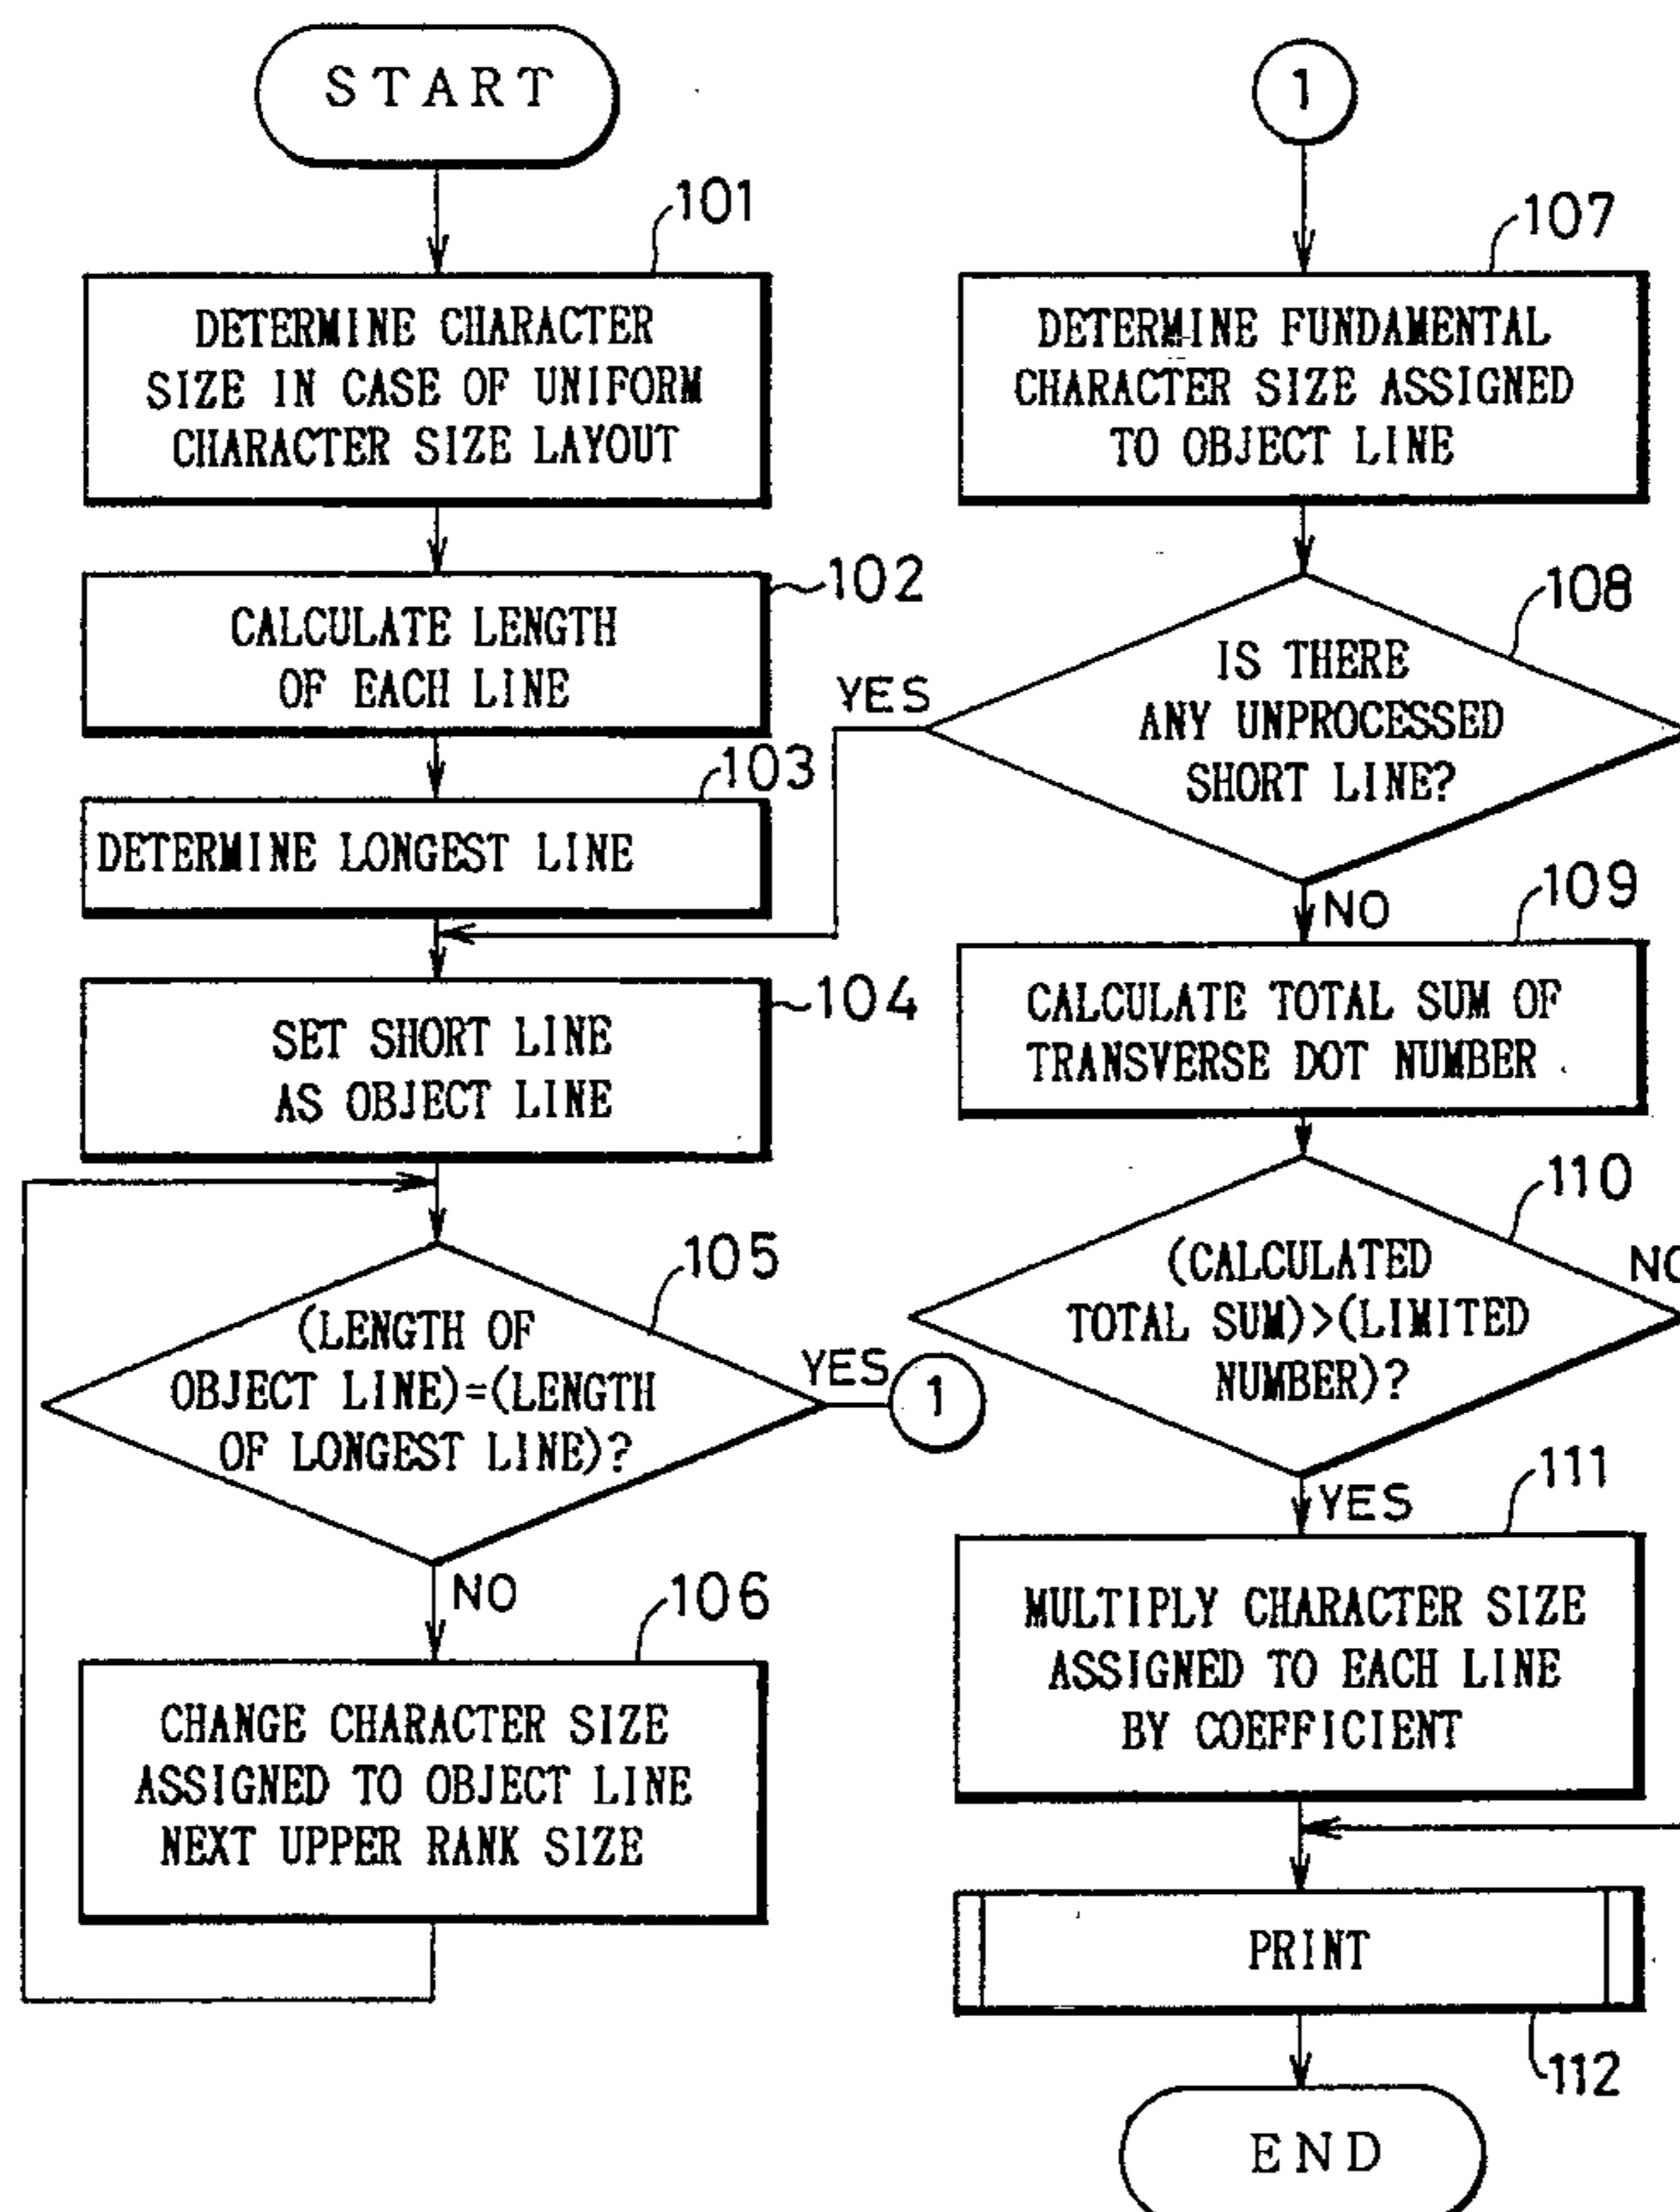 START
101
DETERMINE CHARACTER
SIZE IN CASE OF UNIFORM
CHARACTER SIZE LAYOUT
102
CALCULATE LENGTH
OF EACH LINE
103
DETERMINE LONGEST LINE
104
SET SHORT LINE
AS OBJECT LINE
105
(LENGTH OF
OBJECT LINE)=(LENGTH
OF LONGEST LINE)?
YES
1
NO
106
CHANGE CHARACTER SIZE
ASSIGNED TO OBJECT LINE
NEXT UPPER RANK SIZE
1
107
DETERMINE FUNDAMENTAL
CHARACTER SIZE ASSIGNED
TO OBJECT LINE
108
IS THERE
ANY UNPROCESSED
SHORT LINE?
YES
NO
109
CALCULATE TOTAL SUM OF
TRANSVERSE DOT NUMBER
110
(CALCULATED
TOTAL SUM)>(LIMITED
NUMBER)?
NO
YES
111
MULTIPLY CHARACTER SIZE
ASSIGNED TO EACH LINE
BY COEFFICIENT
PRINT
112
END